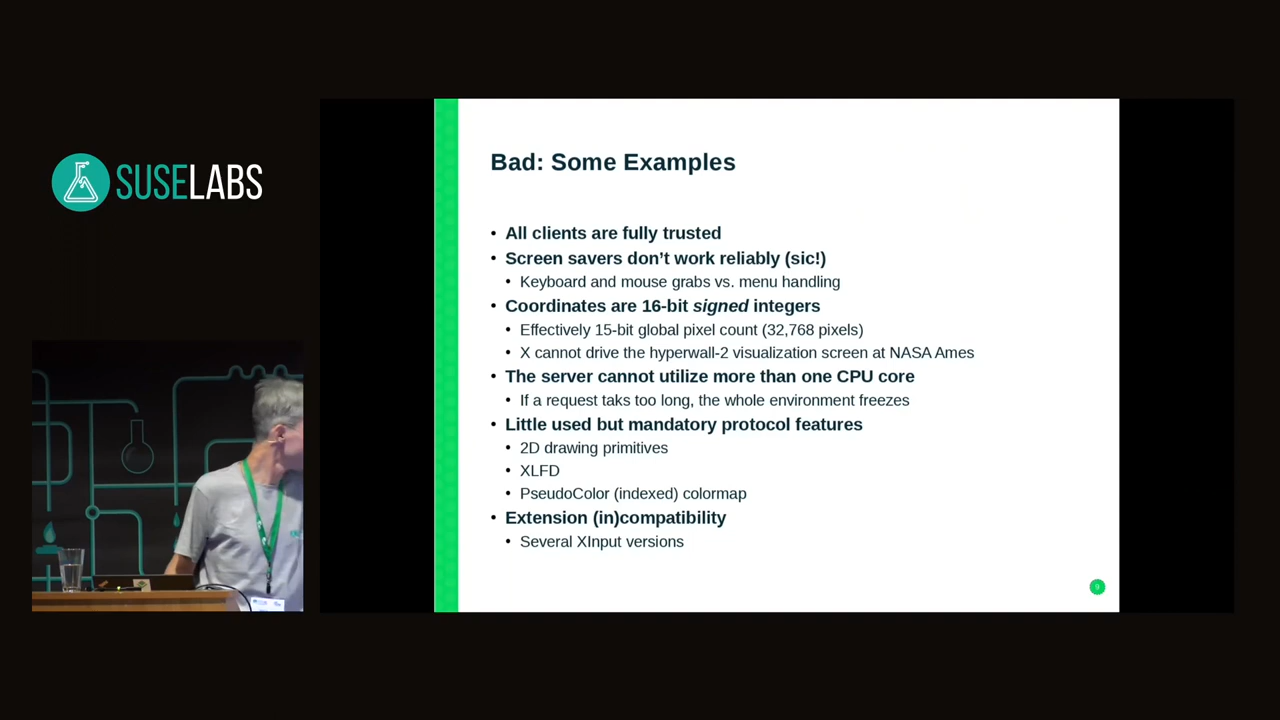 SUSELABS
Bad: Some Examples
• All clients are fully trusted
• Screen savers don’t work reliably (sic!)
• Keyboard and mouse grabs vs. menu handling
• Coordinates are 16-bit signed integers
• Effectively 15-bit global pixel count (32,768 pixels)
• X cannot drive the hyperwall-2 visualization screen at NASA Ames
• The server cannot utilize more than one CPU core
• If a request taks too long, the whole environment freezes
• Little used but mandatory protocol features
• 2D drawing primitives
• XLFD
• PseudoColor (indexed) colormap
• Extension (in)compatibility
• Several XInput versions
9